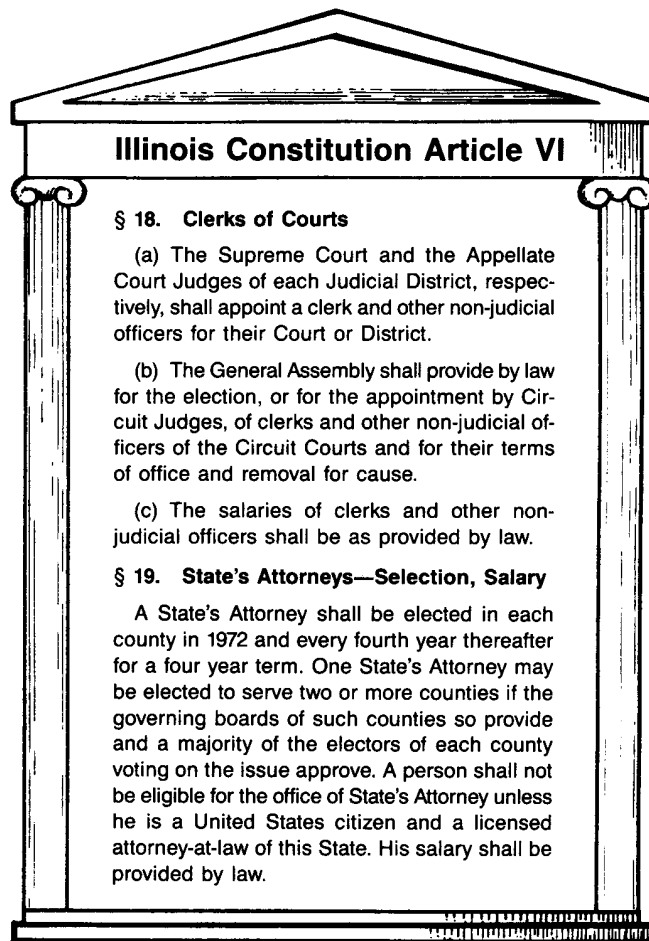 Illinois Constitution Article VI
§ 18. Clerks of Courts
(a) The Supreme Court and the Appellate
Court Judges of each Judicial District, respec-
tively, shall appoint a clerk and other non-judicial
officers for their Court or District.
(b) The General Assembly shall provide by law
for the election, or for the appointment by Cir-
cuit Judges, of clerks and other non-judicial of-
ficers of the Circuit Courts and for their terms
of office and removal for cause.
(c) The salaries of clerks and other non-
judicial officers shall be as provided by law.
§ 19. State's Attorneys—Selection, Salary
A State's Attorney shall be elected in each
county in 1972 and every fourth year thereafter
for a four year term. One State's Attorney may
be elected to serve two or more counties if the
governing boards of such counties so provide
and a majority of the electors of each county
voting on the issue approve. A person shall not
be eligible for the office of State's Attorney unless
he is a United States citizen and a licensed
attorney-at-law of this State. His salary shall be
provided by law.